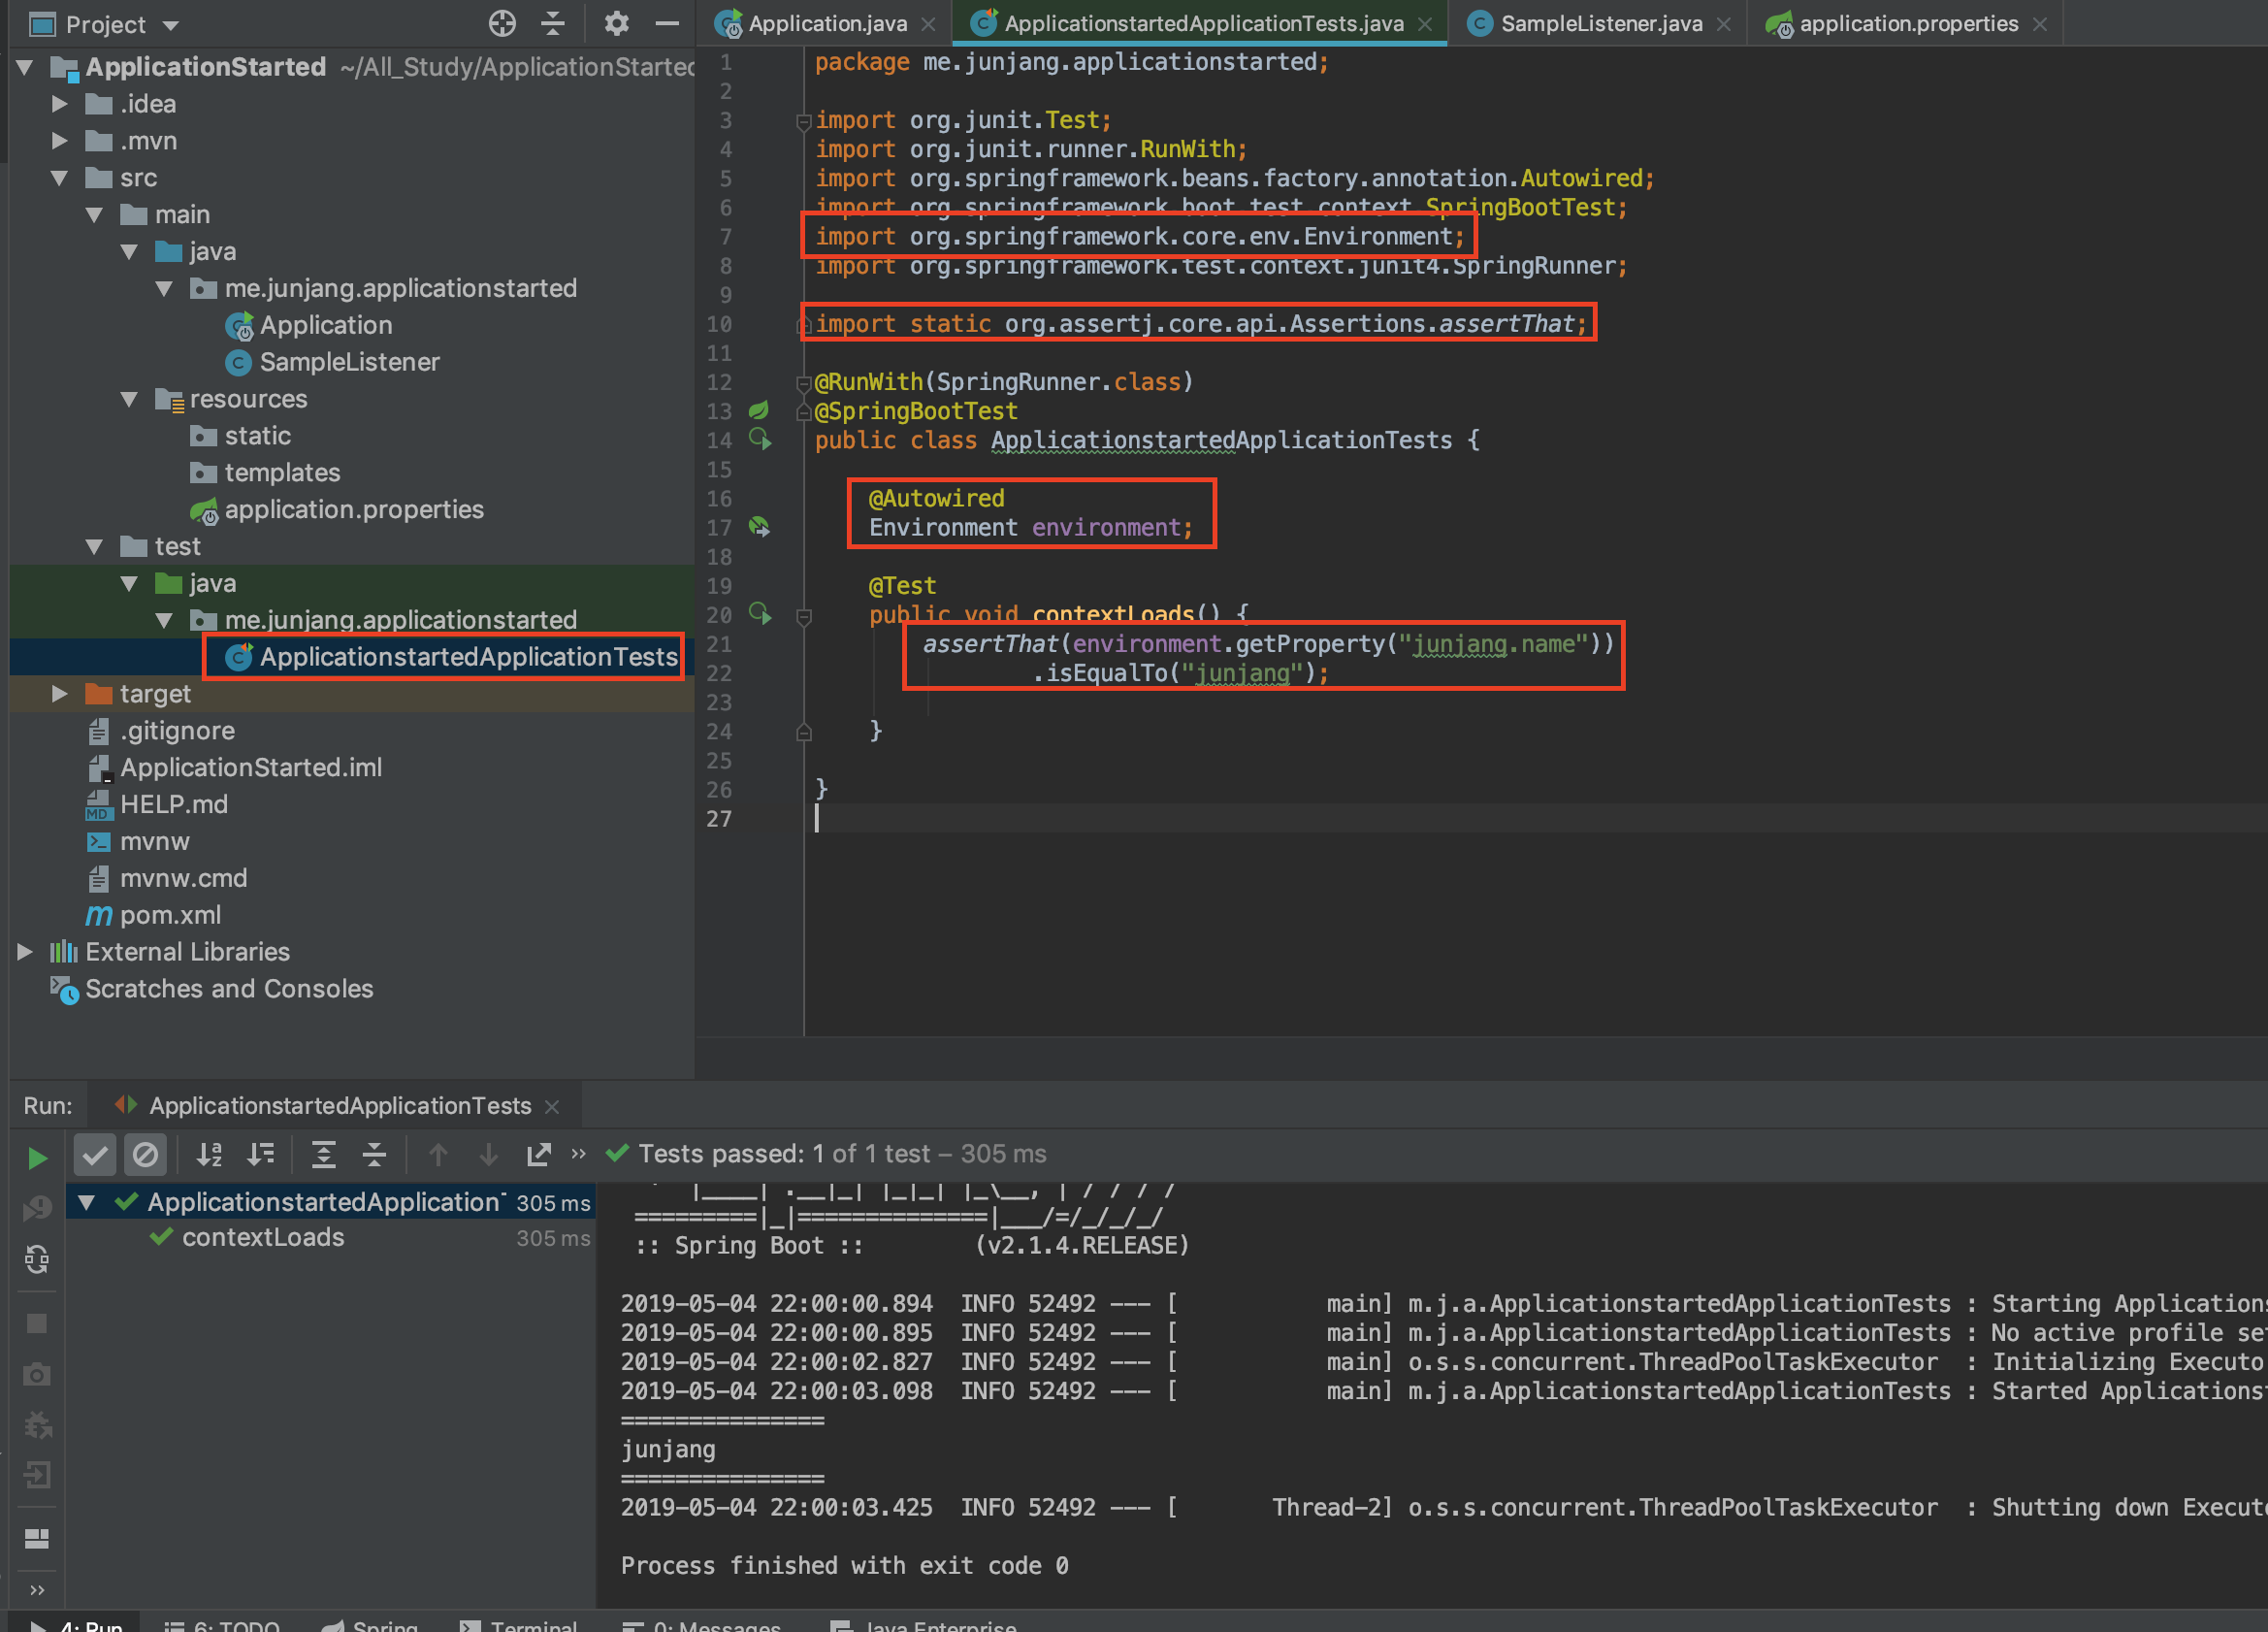 Project
Application.java
ApplicationstartedApplicationTests.java
SampleListener.java
application.properties
ApplicationStarted ~/All_Study/ApplicationStarted
.idea
.mvn
src
main
java
me.junjang.applicationstarted
Application
SampleListener
resources
static
templates
application.properties
test
java
me.junjang.applicationstarted
ApplicationstartedApplicationTests
target
.gitignore
ApplicationStarted.iml
HELP.md
mvnw
mvnw.cmd
pom.xml
External Libraries
Scratches and Consoles
1 package me.junjang.applicationstarted;
2
3 import org.junit.Test;
4 import org.junit.runner.RunWith;
5 import org.springframework.beans.factory.annotation.Autowired;
6 import org.springframework.boot.test.context.SpringBootTest;
7 import org.springframework.core.env.Environment;
8 import org.springframework.test.context.junit4.SpringRunner;
9
10 import static org.assertj.core.api.Assertions.assertThat;
11
12 @RunWith(SpringRunner.class)
13 @SpringBootTest
14 public class ApplicationstartedApplicationTests {
15
16 @Autowired
17 Environment environment;
18
19 @Test
20 public void contextLoads() {
21 assertThat(environment.getProperty("junjang.name"))
22 .isEqualTo("junjang");
23
24 }
25
26 }
27
Run: ApplicationstartedApplicationTests
Tests passed: 1 of 1 test – 305 ms
ApplicationstartedApplication 305 ms
contextLoads 305 ms
=========|_|==============|___/=/_/_/_/
:: Spring Boot :: (v2.1.4.RELEASE)
2019-05-04 22:00:00.894 INFO 52492 --- [ main] m.j.a.ApplicationstartedApplicationTests : Starting Applications
2019-05-04 22:00:00.895 INFO 52492 --- [ main] m.j.a.ApplicationstartedApplicationTests : No active profile se
2019-05-04 22:00:02.827 INFO 52492 --- [ main] o.s.s.concurrent.ThreadPoolTaskExecutor : Initializing Executo
2019-05-04 22:00:03.098 INFO 52492 --- [ main] m.j.a.ApplicationstartedApplicationTests : Started Applicationst
===============
junjang
===============
2019-05-04 22:00:03.425 INFO 52492 --- [ Thread-2] o.s.s.concurrent.ThreadPoolTaskExecutor : Shutting down Execut
Process finished with exit code 0
4: Run 6: TODO Spring Terminal 0: Messages Java Enterprise